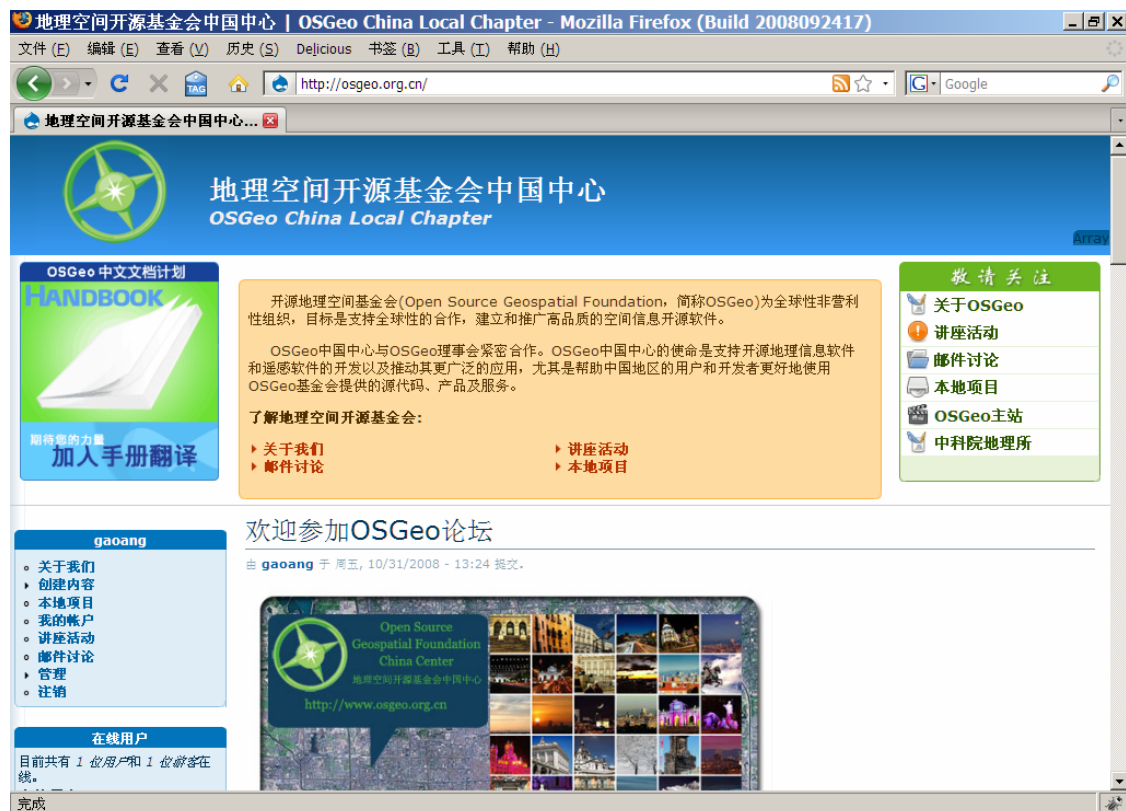 地理空间开源基金会中国中心 | OSGeo China Local Chapter - Mozilla Firefox (Build 2008092417)
文件 (F) 编辑 (E) 查看 (V) 历史 (S) Delicious 书签 (B) 工具 (T) 帮助 (H)
TAG
http://osgeo.org.cn/
G Google
地理空间开源基金会中国中心...
地理空间开源基金会中国中心
OSGeo China Local Chapter
Array
OSGeo 中文文档计划
HANDBOOK
期待您的力量
加入手册翻译
开源地理空间基金会(Open Source Geospatial Foundation, 简称OSGeo)为全球性非营利
性组织，目标是支持全球性的合作，建立和推广高品质的空间信息开源软件。
OSGeo中国中心与OSGeo理事会紧密合作。OSGeo中国中心的使命是支持开源地理信息软件
和遥感软件的开发以及推动其更广泛的应用，尤其是帮助中国地区的用户和开发者更好地使用
OSGeo基金会提供的源代码、产品及服务。
了解地理空间开源基金会:
关于我们
讲座活动
邮件讨论
本地项目
敬请关注
关于OSGeo
讲座活动
邮件讨论
本地项目
OSGeo主站
中科院地理所
gaoang
关于我们
创建内容
本地项目
我的帐户
讲座活动
邮件讨论
管理
注销
在线用户
目前共有 1 位用户和 1 位游客在
线。
欢迎参加OSGeo论坛
由 gaoang 于 周五, 10/31/2008 - 13:24 提交.
Open Source
Geospatial Foundation
China Center
地理空间开源基金会中国中心
http://www.osgeo.org.cn
完成